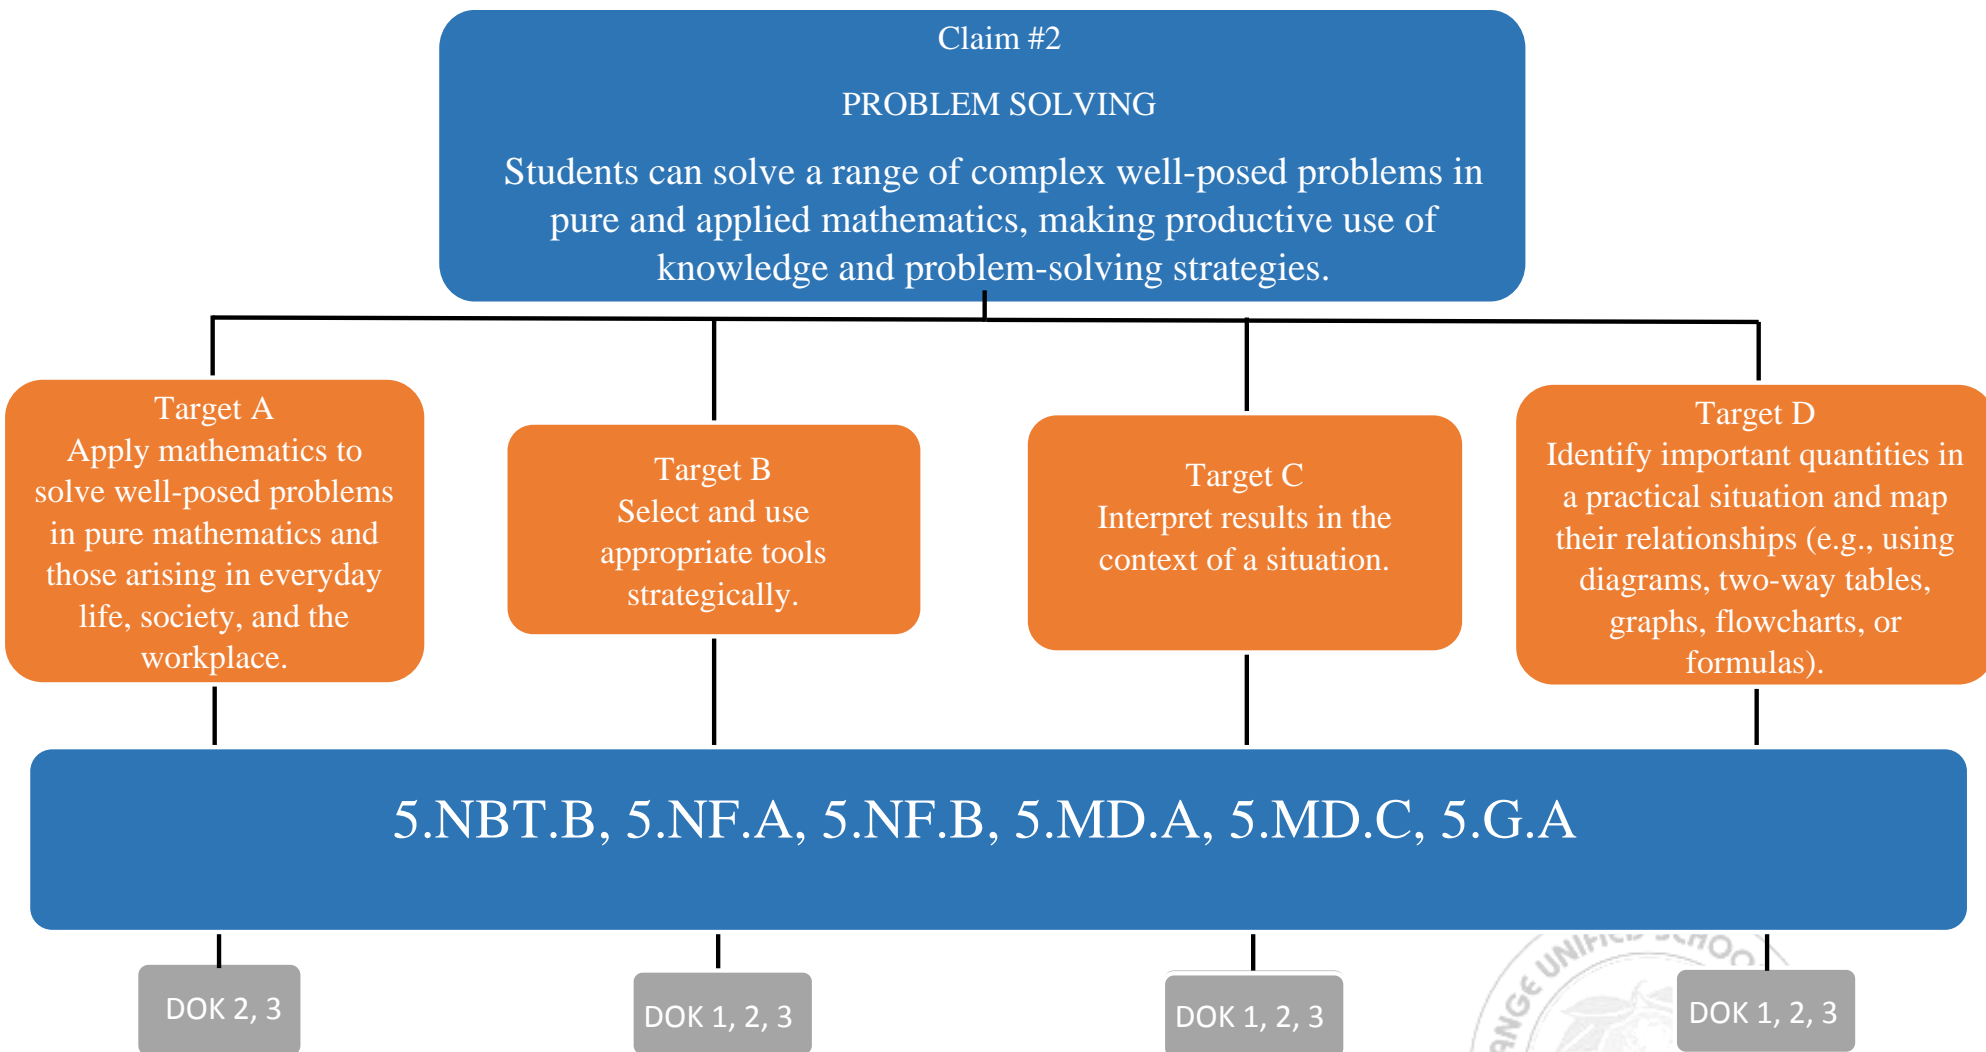 Claim #2
PROBLEM SOLVING
Students can solve a range of complex well-posed problems in
pure and applied mathematics, making productive use of
knowledge and problem-solving strategies.
Target A
Apply mathematics to
solve well-posed problems
in pure mathematics and
those arising in everyday
life, society, and the
workplace.
Target B
Select and use
appropriate tools
strategically.
Target C
Interpret results in the
context of a situation.
Target D
Identify important quantities in
a practical situation and map
their relationships (e.g., using
diagrams, two-way tables,
graphs, flowcharts, or
formulas).
5.NBT.B, 5.NF.A, 5.NF.B, 5.MD.A, 5.MD.C, 5.G.A
DOK 2, 3
DOK 1, 2, 3
DOK 1, 2, 3
DOK 1, 2, 3
UNIFIED